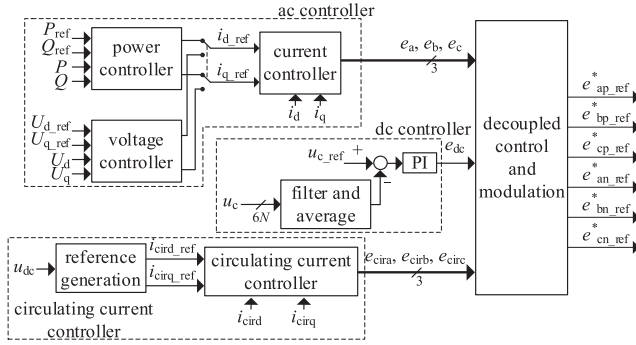 ac controller
P_ref
Q_ref
P
Q
power
controller
i_d_ref
i_q_ref
current
controller
i_d
i_q
e_a, e_b, e_c
3
U_d_ref
U_q_ref
U_d
U_q
voltage
controller
dc controller
u_c_ref
+
−
PI
e_dc
u_c
6N
filter and
average
decoupled
control
and
modulation
e*_ap_ref
e*_bp_ref
e*_cp_ref
e*_an_ref
e*_bn_ref
e*_cn_ref
u_dc
reference
generation
i_cird_ref
i_cirq_ref
circulating current
controller
i_cird
i_cirq
e_cira, e_cirb, e_circ
3
circulating current
controller